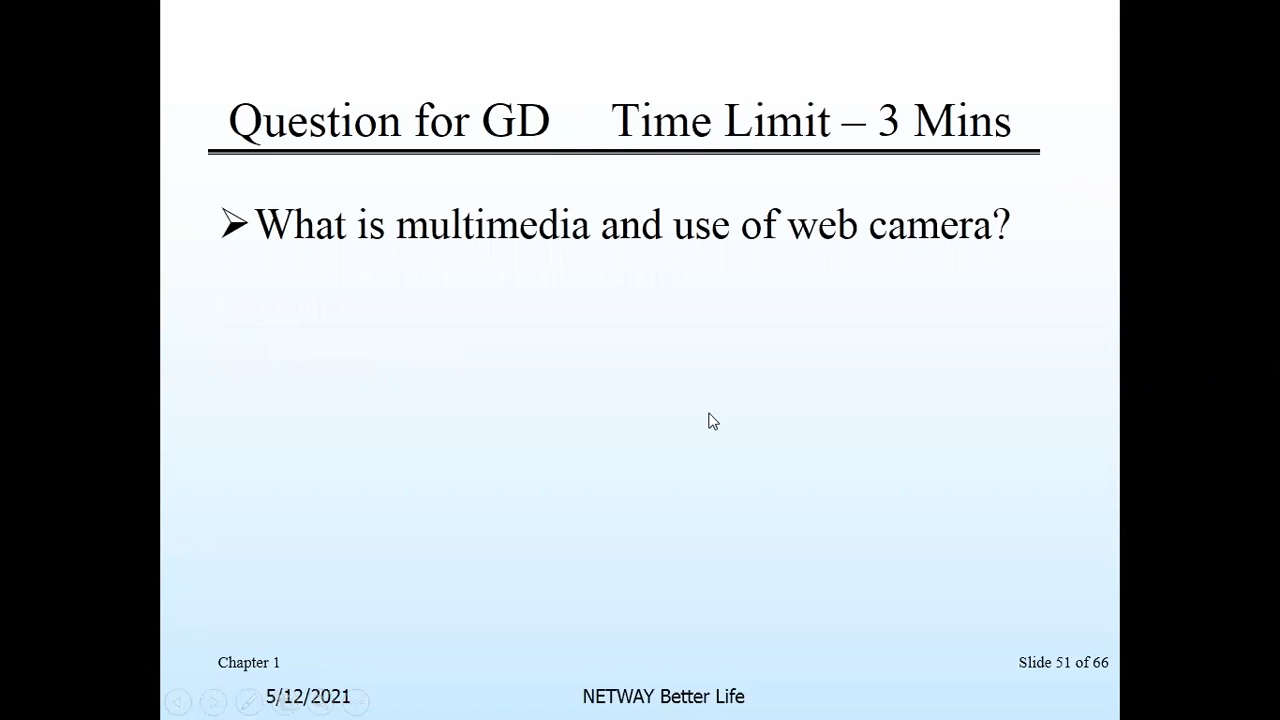 Question for GD Time Limit – 3 Mins
➢What is multimedia and use of web camera?
Chapter 1
Slide 51 of 66
5/12/2021
NETWAY Better Life